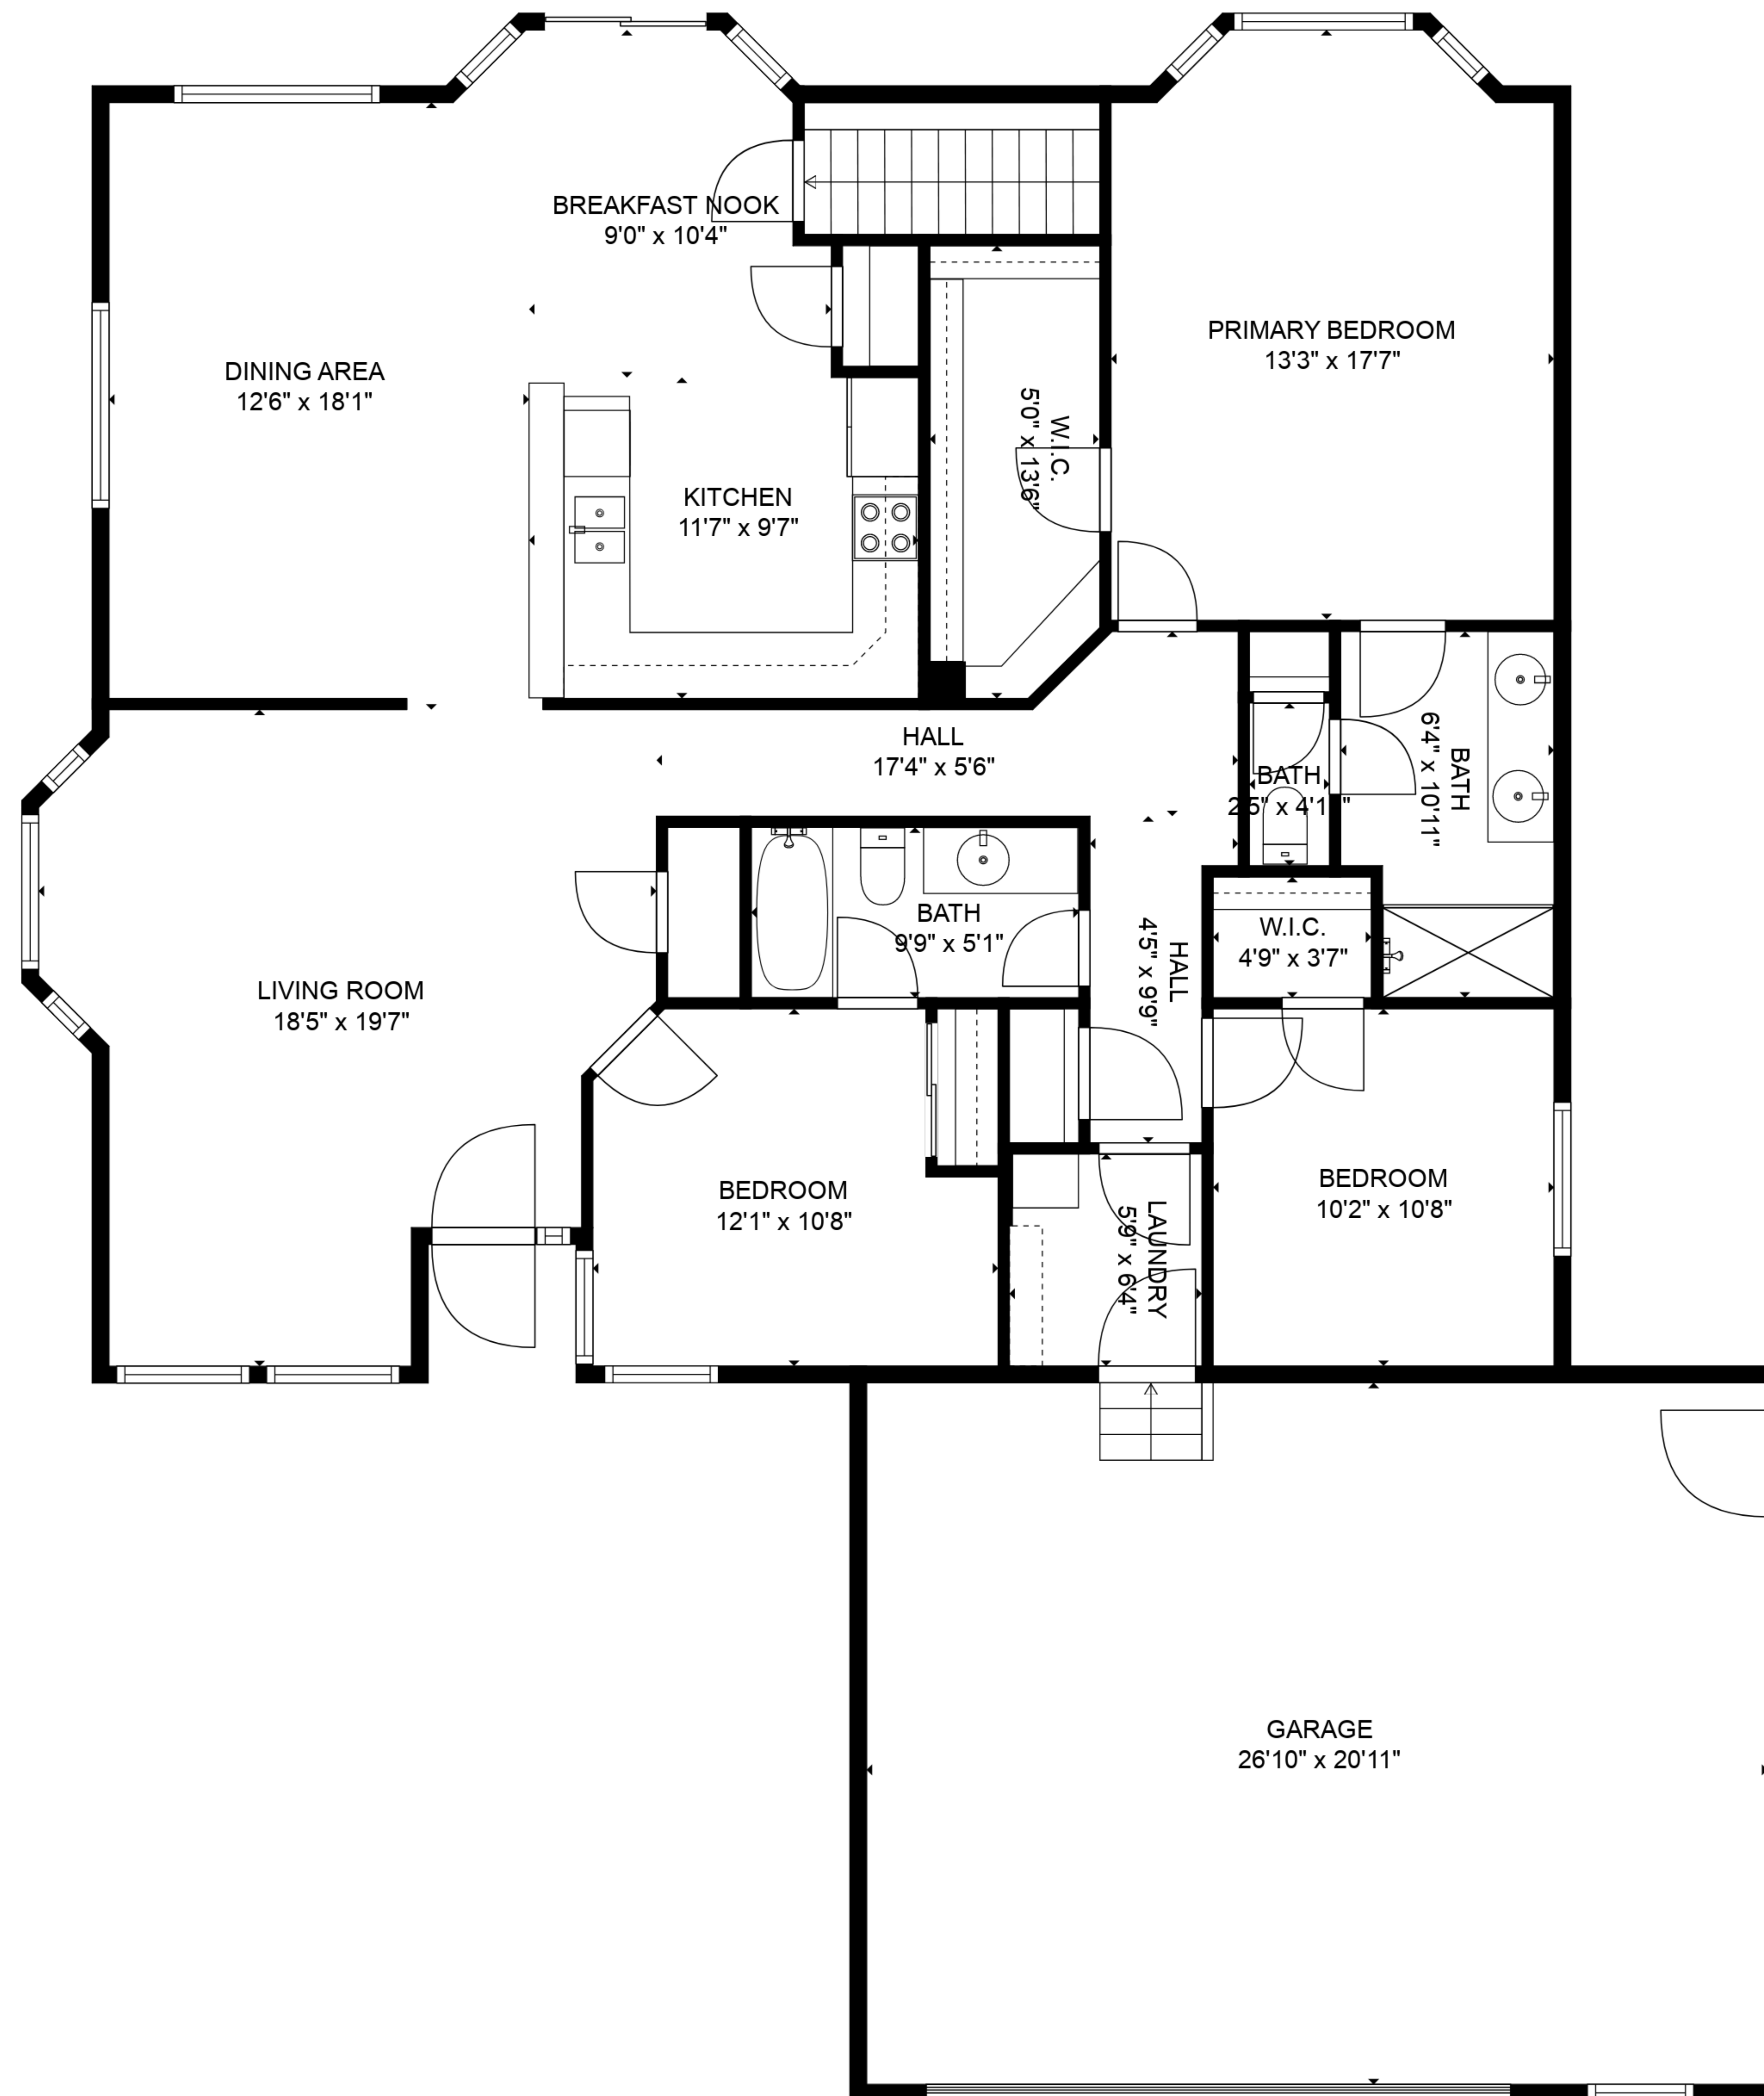 BREAKFAST NOOK
9'0" x 10'4"
PRIMARY BEDROOM
13'3" x 17'7"
DINING AREA
12'6" x 18'1"
W.I.C.
5'0" x 13'6"
KITCHEN
11'7" x 9'7"
HALL
17'4" x 5'6"
BATH
6'4" x 10'11"
BATH
BATH
9'9" x 5'1"
HALL
4'5" x 9'9"
W.I.C.
4'9" x 3'7"
LIVING ROOM
18'5" x 19'7"
BEDROOM
12'1" x 10'8"
LAUNDRY
5'9" x 6'4"
BEDROOM
10'2" x 10'8"
GARAGE
26'10" x 20'11"